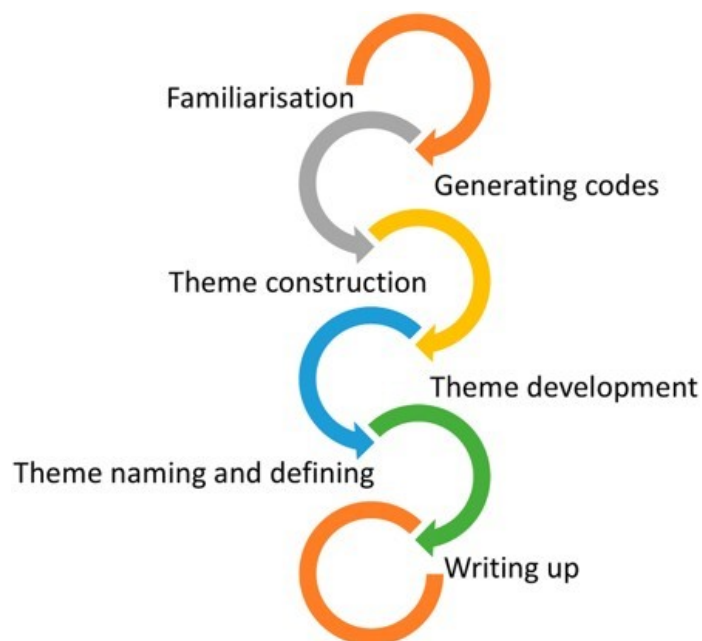 Familiarisation
Generating codes
Theme construction
Theme development
Theme naming and defining
Writing up